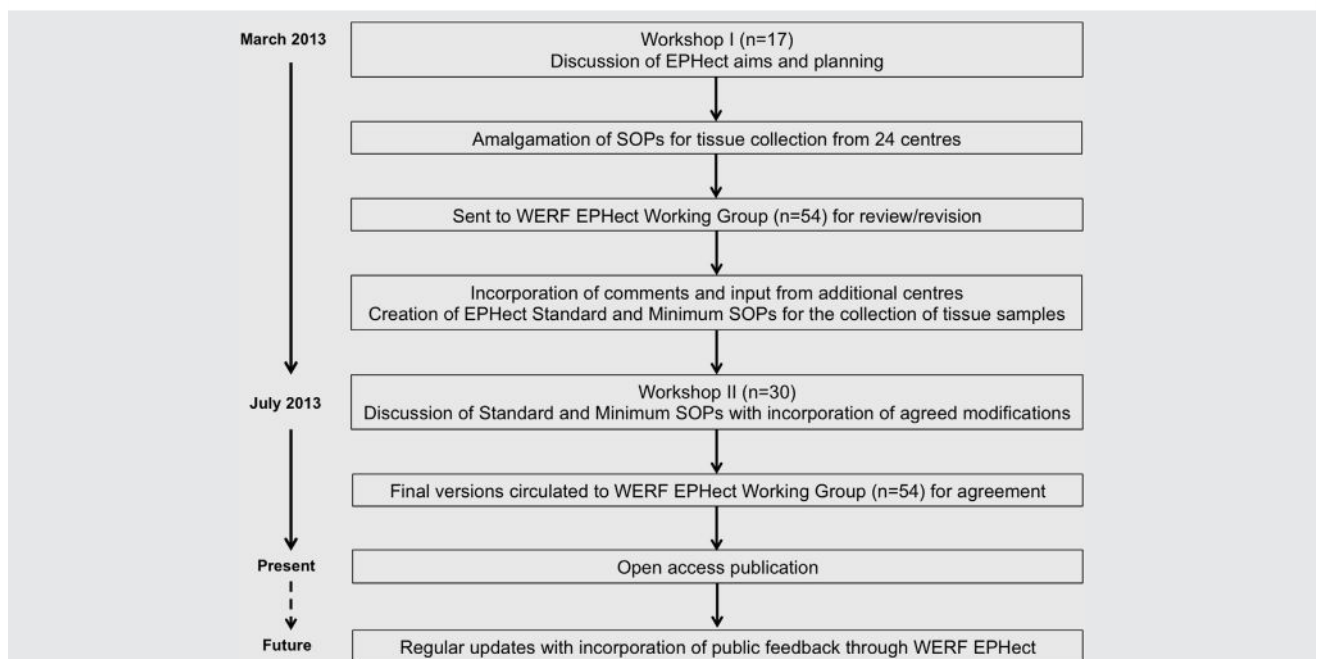 March 2013
Workshop I (n=17)
Discussion of EPHect aims and planning
Amalgamation of SOPs for tissue collection from 24 centres
Sent to WERF EPHect Working Group (n=54) for review/revision
Incorporation of comments and input from additional centres
Creation of EPHect Standard and Minimum SOPs for the collection of tissue samples
July 2013
Workshop II (n=30)
Discussion of Standard and Minimum SOPs with incorporation of agreed modifications
Final versions circulated to WERF EPHect Working Group (n=54) for agreement
Present
Open access publication
Future
Regular updates with incorporation of public feedback through WERF EPHect